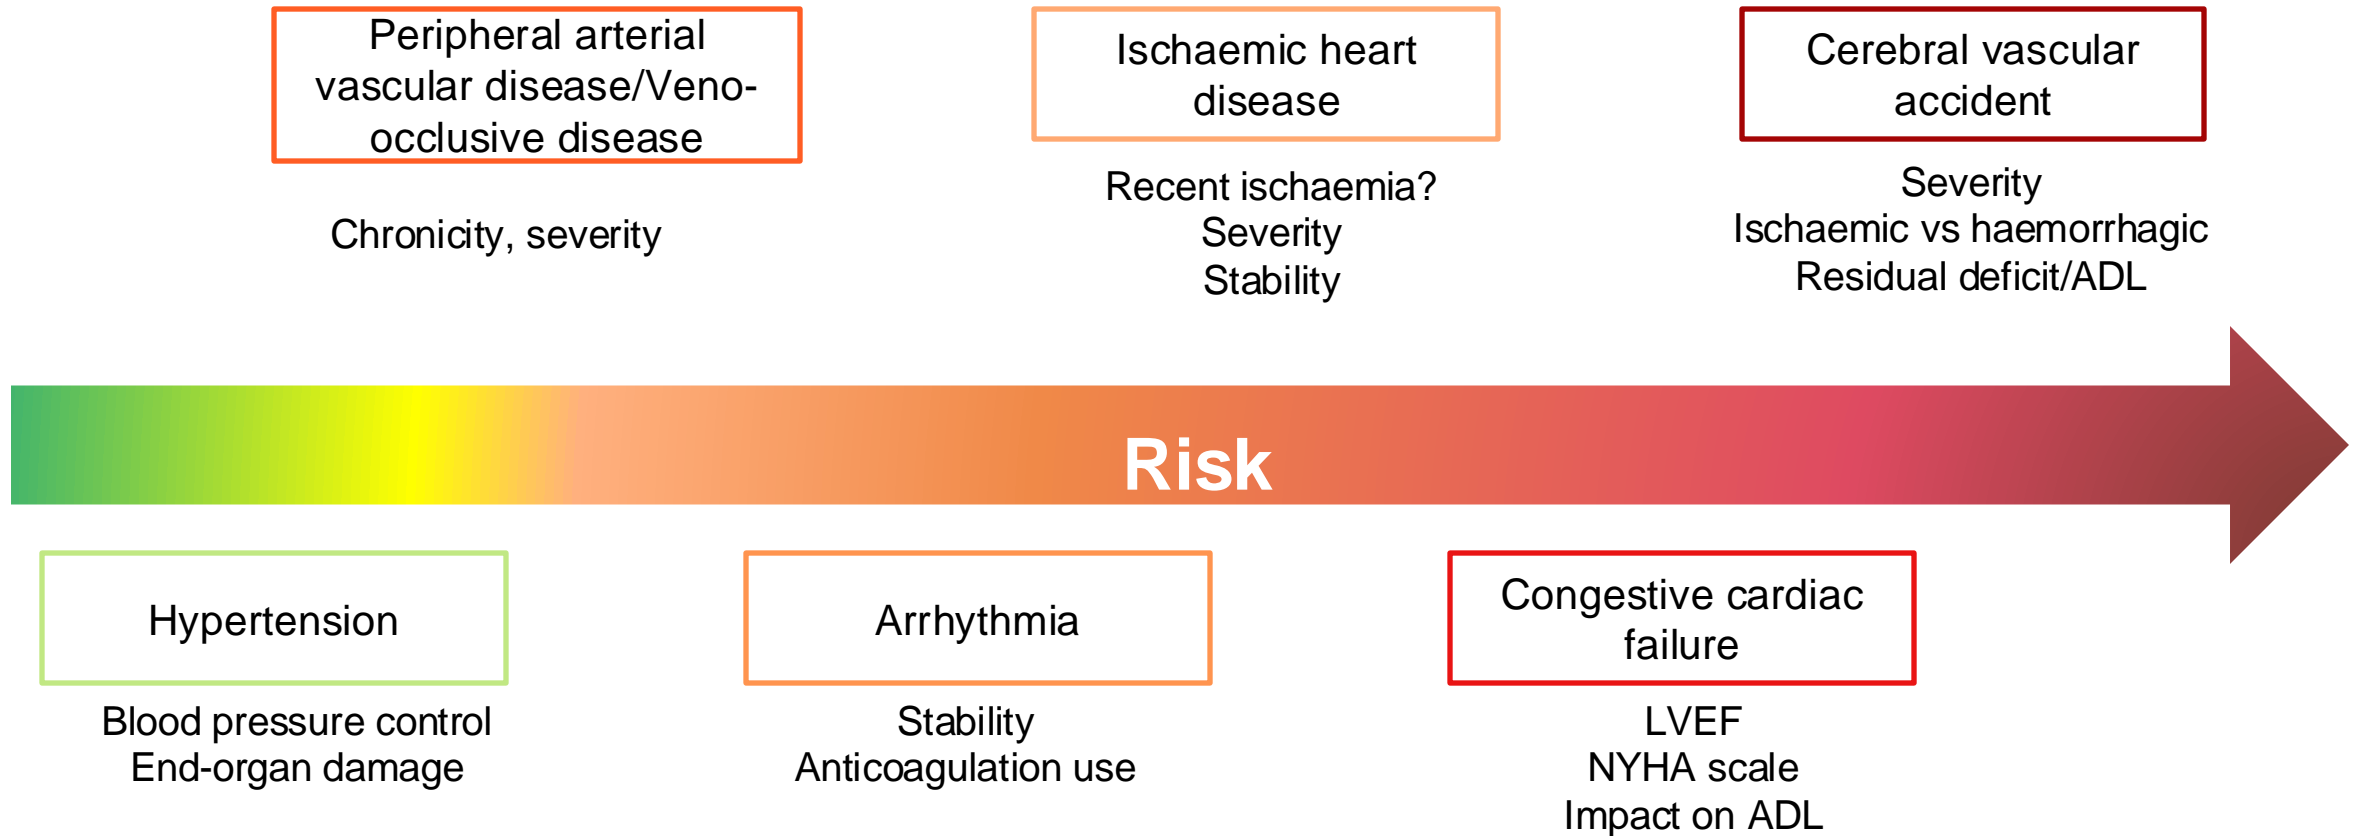 Peripheral arterial
vascular disease/Veno-
occlusive disease
Chronicity, severity
Ischaemic heart
disease
Recent ischaemia?
Severity
Stability
Cerebral vascular
accident
Severity
Ischaemic vs haemorrhagic
Residual deficit/ADL
Risk
Hypertension
Blood pressure control
End-organ damage
Arrhythmia
Stability
Anticoagulation use
Congestive cardiac
failure
LVEF
NYHA scale
Impact on ADL